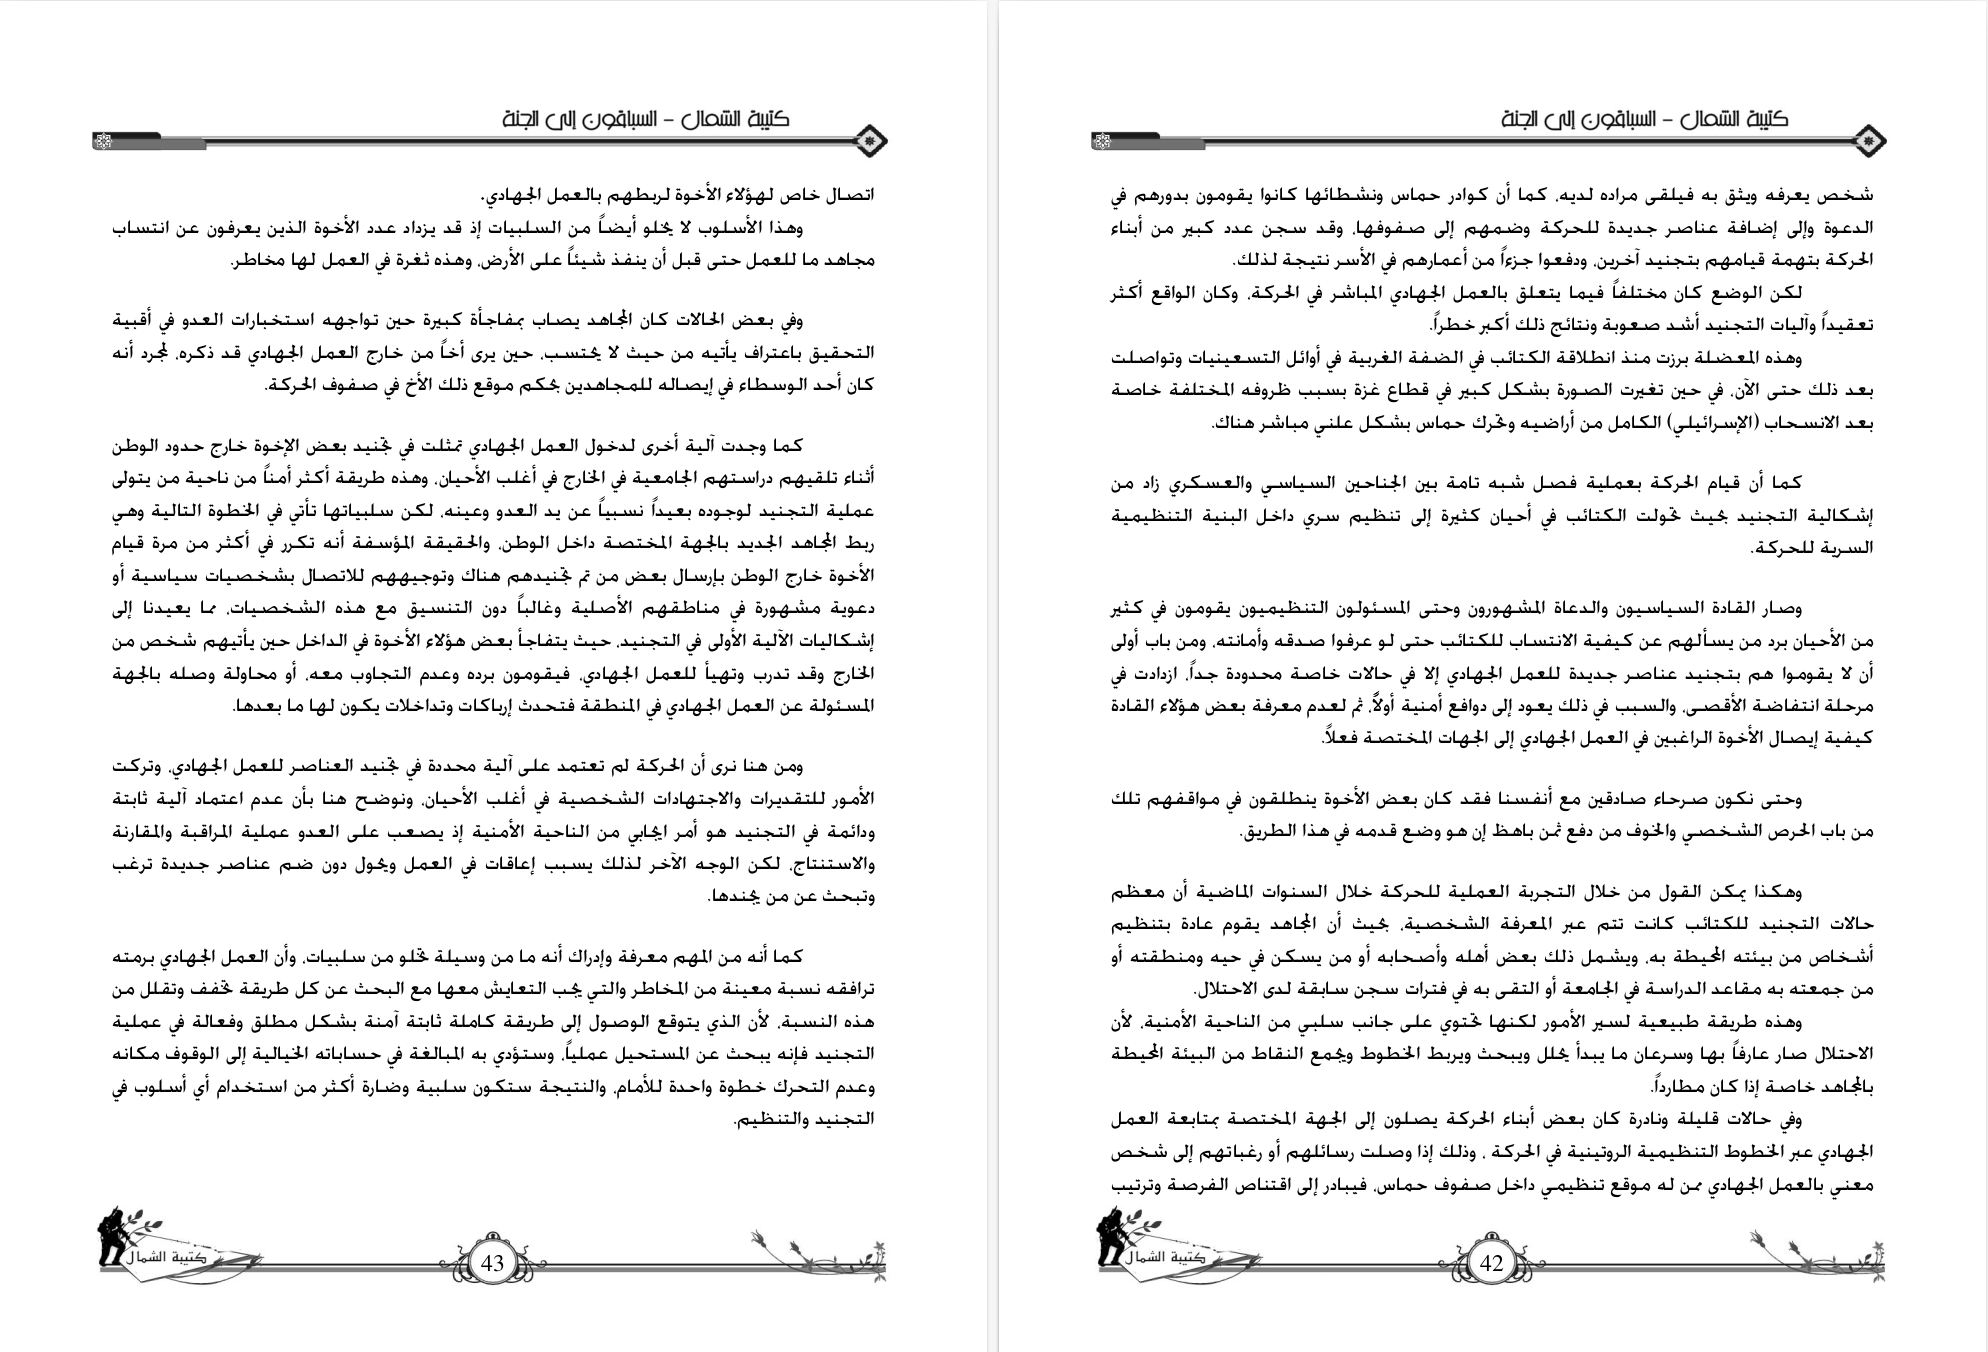 كتيبة الشمال - السباقون إلى الجنة
شخص يعرفه ويثق به فيلقى مراده لديه، كما أن كوادر حماس ونشطائها كانوا يقومون بدورهم في
الدعوة وإلى إضافة عناصر جديدة للحركة وضمهم إلى صفوفها، وقد سجن عدد كبير من أبناء
الحركة بتهمة قيامهم بتجنيد آخرين، ودفعوا جزءاً من أعمارهم في الأسر نتيجة لذلك.
لكن الوضع كان مختلفاً فيما يتعلق بالعمل الجهادي المباشر في الحركة، وكان الواقع أكثر
تعقيداً وآليات التجنيد أشد صعوبة ونتائج ذلك أكبر خطراً.
وهذه المعضلة برزت منذ انطلاقة الكتائب في الضفة الغربية في أوائل التسعينيات وتواصلت
بعد ذلك حتى الآن، في حين تغيرت الصورة بشكل كبير في قطاع غزة بسبب ظروفه المختلفة خاصة
بعد الانسحاب (الإسرائيلي) الكامل من أراضيه وتحرك حماس بشكل علني مباشر هناك.
كما أن قيام الحركة بعملية فصل شبه تامة بين الجناحين السياسي والعسكري زاد من
إشكالية التجنيد بحيث تحولت الكتائب في أحيان كثيرة إلى تنظيم سري داخل البنية التنظيمية
السرية للحركة.
وصار القادة السياسيون والدعاة المشهورون وحتى المسئولون التنظيميون يقومون في كثير
من الأحيان برد من يسألهم عن كيفية الانتساب للكتائب حتى لو عرفوا صدقه وأمانته، ومن باب أولى
أن لا يقوموا هم بتجنيد عناصر جديدة للعمل الجهادي إلا في حالات خاصة محدودة جداً، ازدادت في
مرحلة انتفاضة الأقصى، والسبب في ذلك يعود إلى دوافع أمنية أولاً، ثم لعدم معرفة بعض هؤلاء القادة
كيفية إيصال الأخوة الراغبين في العمل الجهادي إلى الجهات المختصة فعلاً.
وحتى نكون صرحاء صادقين مع أنفسنا فقد كان بعض الأخوة ينطلقون في مواقفهم تلك
من باب الحرص الشخصي والخوف من دفع ثمن باهظ إن هو وضع قدمه في هذا الطريق.
وهكذا يمكن القول من خلال التجربة العملية للحركة خلال السنوات الماضية أن معظم
حالات التجنيد للكتائب كانت تتم عبر المعرفة الشخصية، بحيث أن المجاهد يقوم عادة بتنظيم
أشخاص من بيئته المحيطة به، ويشمل ذلك بعض أهله وأصحابه أو من يسكن في حيه ومنطقته أو
من جمعته به مقاعد الدراسة في الجامعة أو التقى به في فترات سجن سابقة لدى الاحتلال.
وهذه طريقة طبيعية لسير الأمور لكنها تحتوي على جانب سلبي من الناحية الأمنية، لأن
الاحتلال صار عارفاً بها وسرعان ما يبدأ يحلل ويبحث ويربط الخطوط ويجمع النقاط من البيئة المحيطة
بالمجاهد خاصة إذا كان مطارداً.
وفي حالات قليلة ونادرة كان بعض أبناء الحركة يصلون إلى الجهة المختصة بمتابعة العمل
الجهادي عبر الخطوط التنظيمية الروتينية في الحركة ، وذلك إذا وصلت رسائلهم أو رغباتهم إلى شخص
معني بالعمل الجهادي ممن له موقع تنظيمي داخل صفوف حماس، فيبادر إلى اقتناص الفرصة وترتيب
كتيبة الشمال
42
كتيبة الشمال - السباقون إلى الجنة
اتصال خاص لهؤلاء الأخوة لربطهم بالعمل الجهادي.
وهذا الأسلوب لا يخلو أيضاً من السلبيات إذ قد يزداد عدد الأخوة الذين يعرفون عن انتساب
مجاهد ما للعمل حتى قبل أن ينفذ شيئاً على الأرض، وهذه ثغرة في العمل لها مخاطر.
وفي بعض الحالات كان المجاهد يصاب بمفاجأة كبيرة حين تواجهه استخبارات العدو في أقبية
التحقيق باعتراف يأتيه من حيث لا يحتسب، حين يرى أخاً من خارج العمل الجهادي قد ذكره، لمجرد أنه
كان أحد الوسطاء في إيصاله للمجاهدين بحكم موقع ذلك الأخ في صفوف الحركة.
كما وجدت آلية أخرى لدخول العمل الجهادي تمثلت في تجنيد بعض الإخوة خارج حدود الوطن
أثناء تلقيهم دراستهم الجامعية في الخارج في أغلب الأحيان، وهذه طريقة أكثر أمناً من ناحية من يتولى
عملية التجنيد لوجوده بعيداً نسبياً عن يد العدو وعينه، لكن سلبياتها تأتي في الخطوة التالية وهي
ربط المجاهد الجديد بالجهة المختصة داخل الوطن، والحقيقة المؤسفة أنه تكرر في أكثر من مرة قيام
الأخوة خارج الوطن بإرسال بعض من تم تجنيدهم هناك وتوجيههم للاتصال بشخصيات سياسية أو
دعوية مشهورة في مناطقهم الأصلية وغالباً دون التنسيق مع هذه الشخصيات، مما يعيدنا إلى
إشكاليات الآلية الأولى في التجنيد، حيث يتفاجأ بعض هؤلاء الأخوة في الداخل حين يأتيهم شخص من
الخارج وقد تدرب وتهيأ للعمل الجهادي، فيقومون برده وعدم التجاوب معه، أو محاولة وصله بالجهة
المسئولة عن العمل الجهادي في المنطقة فتحدث إرباكات وتداخلات يكون لها ما بعدها.
ومن هنا نرى أن الحركة لم تعتمد على آلية محددة في تجنيد العناصر للعمل الجهادي، وتركت
الأمور للتقديرات والاجتهادات الشخصية في أغلب الأحيان، ونوضح هنا بأن عدم اعتماد آلية ثابتة
ودائمة في التجنيد هو أمر ايجابي من الناحية الأمنية إذ يصعب على العدو عملية المراقبة والمقارنة
والاستنتاج، لكن الوجه الآخر لذلك يسبب إعاقات في العمل ويحول دون ضم عناصر جديدة ترغب
وتبحث عن من يجندها.
كما أنه من المهم معرفة وإدراك أنه ما من وسيلة تخلو من سلبيات، وأن العمل الجهادي برمته
ترافقه نسبة معينة من المخاطر والتي يجب التعايش معها مع البحث عن كل طريقة تخفف وتقلل من
هذه النسبة، لأن الذي يتوقع الوصول إلى طريقة كاملة ثابتة آمنة بشكل مطلق وفعالة في عملية
التجنيد فإنه يبحث عن المستحيل عملياً، وستؤدي به المبالغة في حساباته الخيالية إلى الوقوف مكانه
وعدم التحرك خطوة واحدة للأمام، والنتيجة ستكون سلبية وضارة أكثر من استخدام أي أسلوب في
التجنيد والتنظيم.
كتيبة الشمال
43